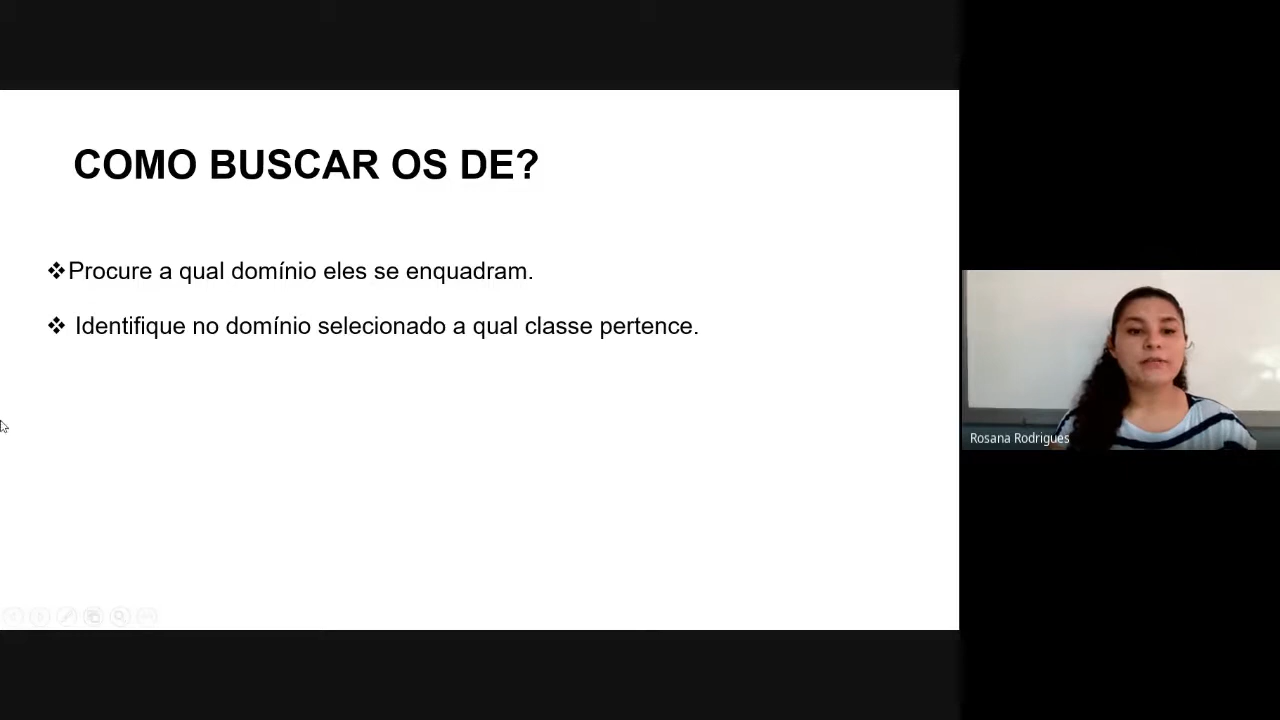 COMO BUSCAR OS DE?
❖Procure a qual domínio eles se enquadram.
❖ Identifique no domínio selecionado a qual classe pertence.
Rosana Rodrigues